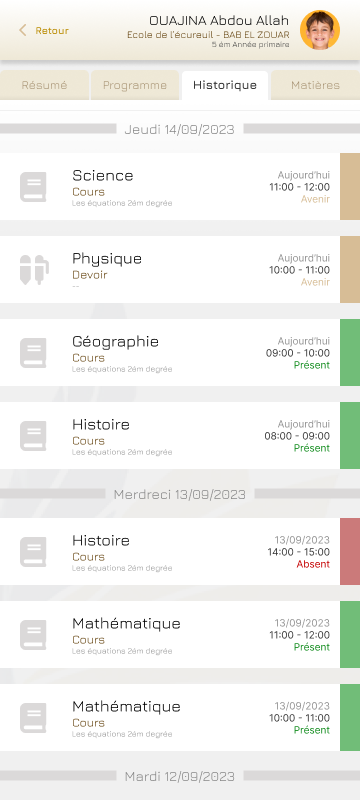 Retour
OUAJINA Abdou Allah
Ecole de l'écureuil - BAB EL ZOUAR
5 ém Année primaire
Résumé
Programme
Historique
Matières
Jeudi 14/09/2023
Science
Cours
Les équations 2ém degrée
Aujourd'hui
11:00 - 12:00
Avenir
Physique
Devoir
--
Aujourd'hui
10:00 - 11:00
Avenir
Géographie
Cours
Les équations 2ém degrée
Aujourd'hui
09:00 - 10:00
Présent
Histoire
Cours
Les équations 2ém degrée
Aujourd'hui
08:00 - 09:00
Présent
Merdreci 13/09/2023
Histoire
Cours
Les équations 2ém degrée
13/09/2023
14:00 - 15:00
Absent
Mathématique
Cours
Les équations 2ém degrée
13/09/2023
11:00 - 12:00
Présent
Mathématique
Cours
Les équations 2ém degrée
13/09/2023
10:00 - 11:00
Présent
Mardi 12/09/2023